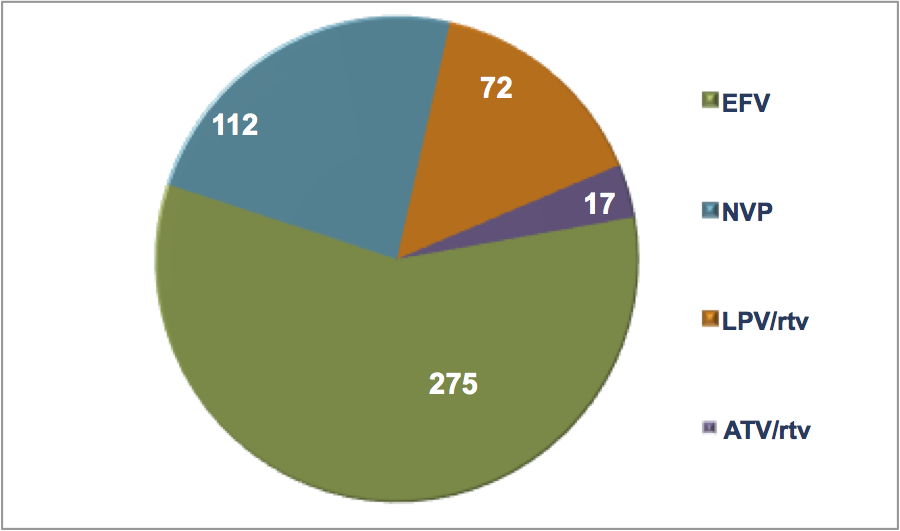 72
112
17
275
EFV
NVP
LPV/rtv
ATV/rtv